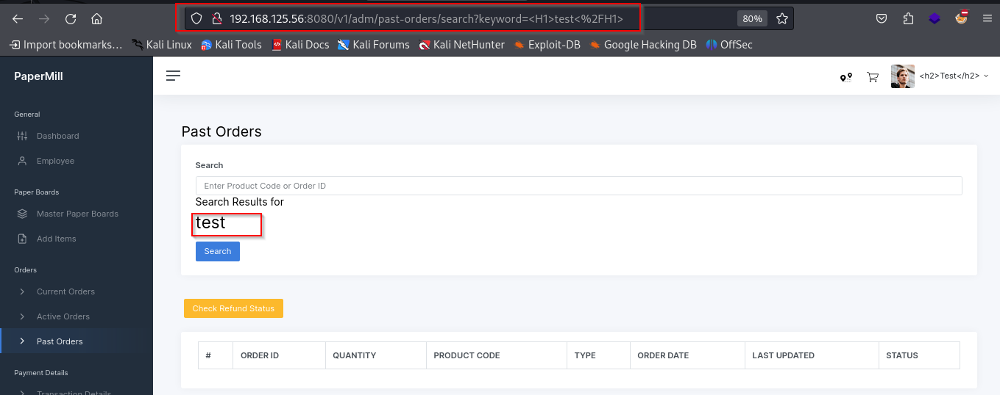 192.168.125.56:8080/v1/adm/past-orders/search?keyword=<H1>test<%2FH1>
80%
Import bookmarks... Kali Linux Kali Tools Kali Docs Kali Forums Kali NetHunter Exploit-DB Google Hacking DB OffSec
PaperMill
<h2>Test</h2>
General
Dashboard
Employee
Paper Boards
Master Paper Boards
Add Items
Orders
Current Orders
Active Orders
Past Orders
Payment Details
Transaction Details
Past Orders
Search
Enter Product Code or Order ID
Search Results for
test
Search
Check Refund Status
# ORDER ID QUANTITY PRODUCT CODE TYPE ORDER DATE LAST UPDATED STATUS